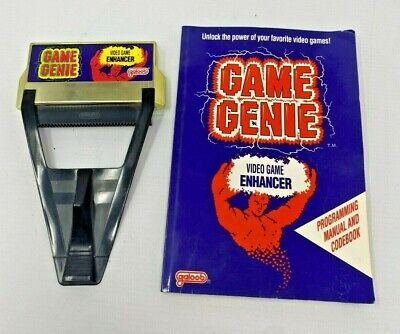 GAME
GENIE
VIDEO GAME
ENHANCER
galoob
Unlock the power of your favorite video games!
GAME
GENIE
T.M.
VIDEO GAME
ENHANCER
PROGRAMMING
MANUAL AND
CODEBOOK
galoob